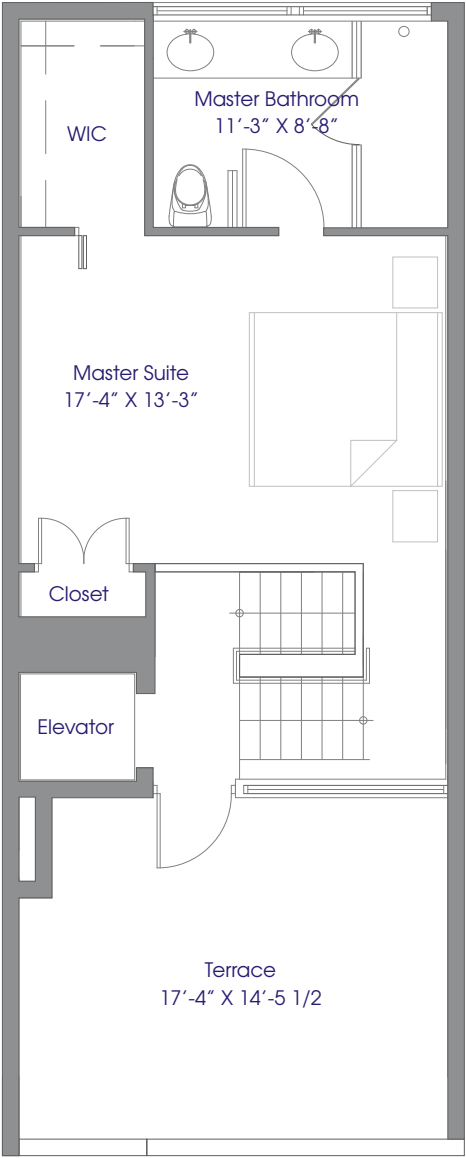 Master Bathroom
11’-3” X 8’-8”
WIC
Master Suite
17’-4” X 13’-3”
Closet
Elevator
Terrace
17’-4” X 14’-5 1/2